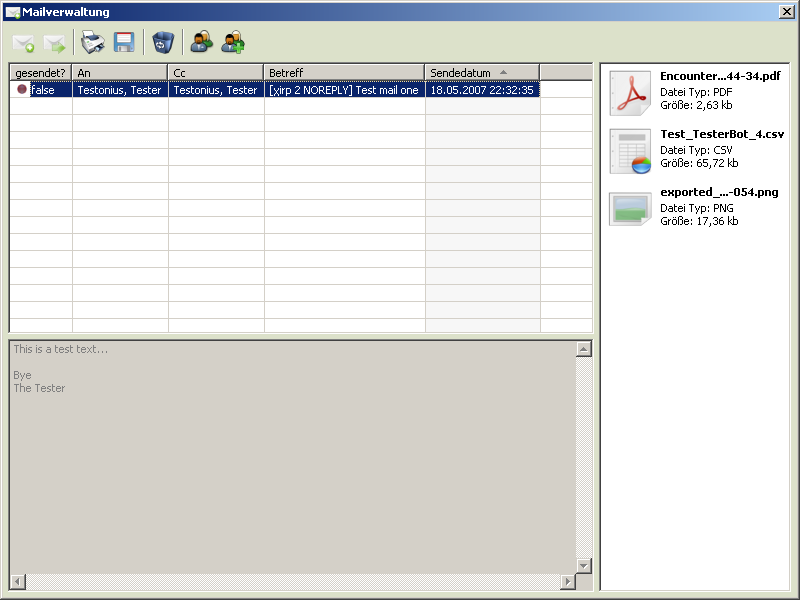 Mailverwaltung
gesendet? An Cc Betreff Sendedatum
false Testonius, Tester Testonius, Tester [χirp 2 NOREPLY] Test mail one 18.05.2007 22:32:35
This is a test text...
Bye
The Tester
Encounter...44-34.pdf
Datei Typ: PDF
Größe: 2,63 kb
Test_TesterBot_4.csv
Datei Typ: CSV
Größe: 65,72 kb
exported_...-054.png
Datei Typ: PNG
Größe: 17,36 kb